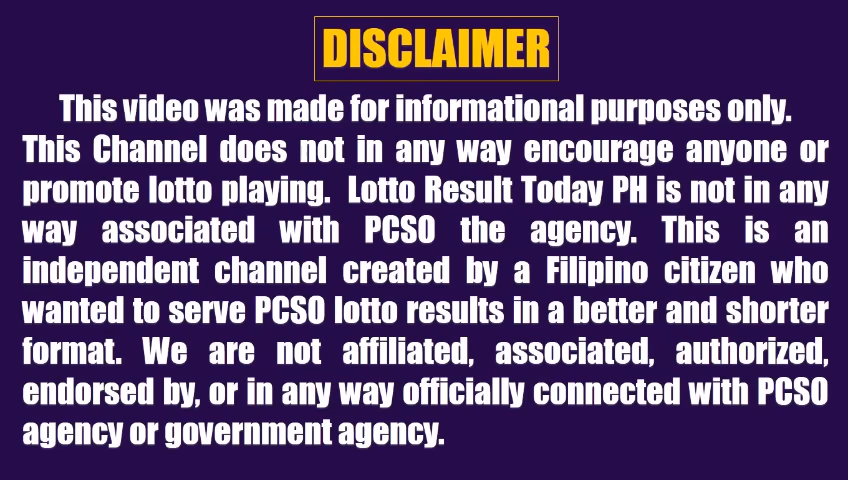 DISCLAIMER
This video was made for informational purposes only.
This Channel does not in any way encourage anyone or
promote lotto playing. Lotto Result Today PH is not in any
way associated with PCSO the agency. This is an
independent channel created by a Filipino citizen who
wanted to serve PCSO lotto results in a better and shorter
format. We are not affiliated, associated, authorized,
endorsed by, or in any way officially connected with PCSO
agency or government agency.